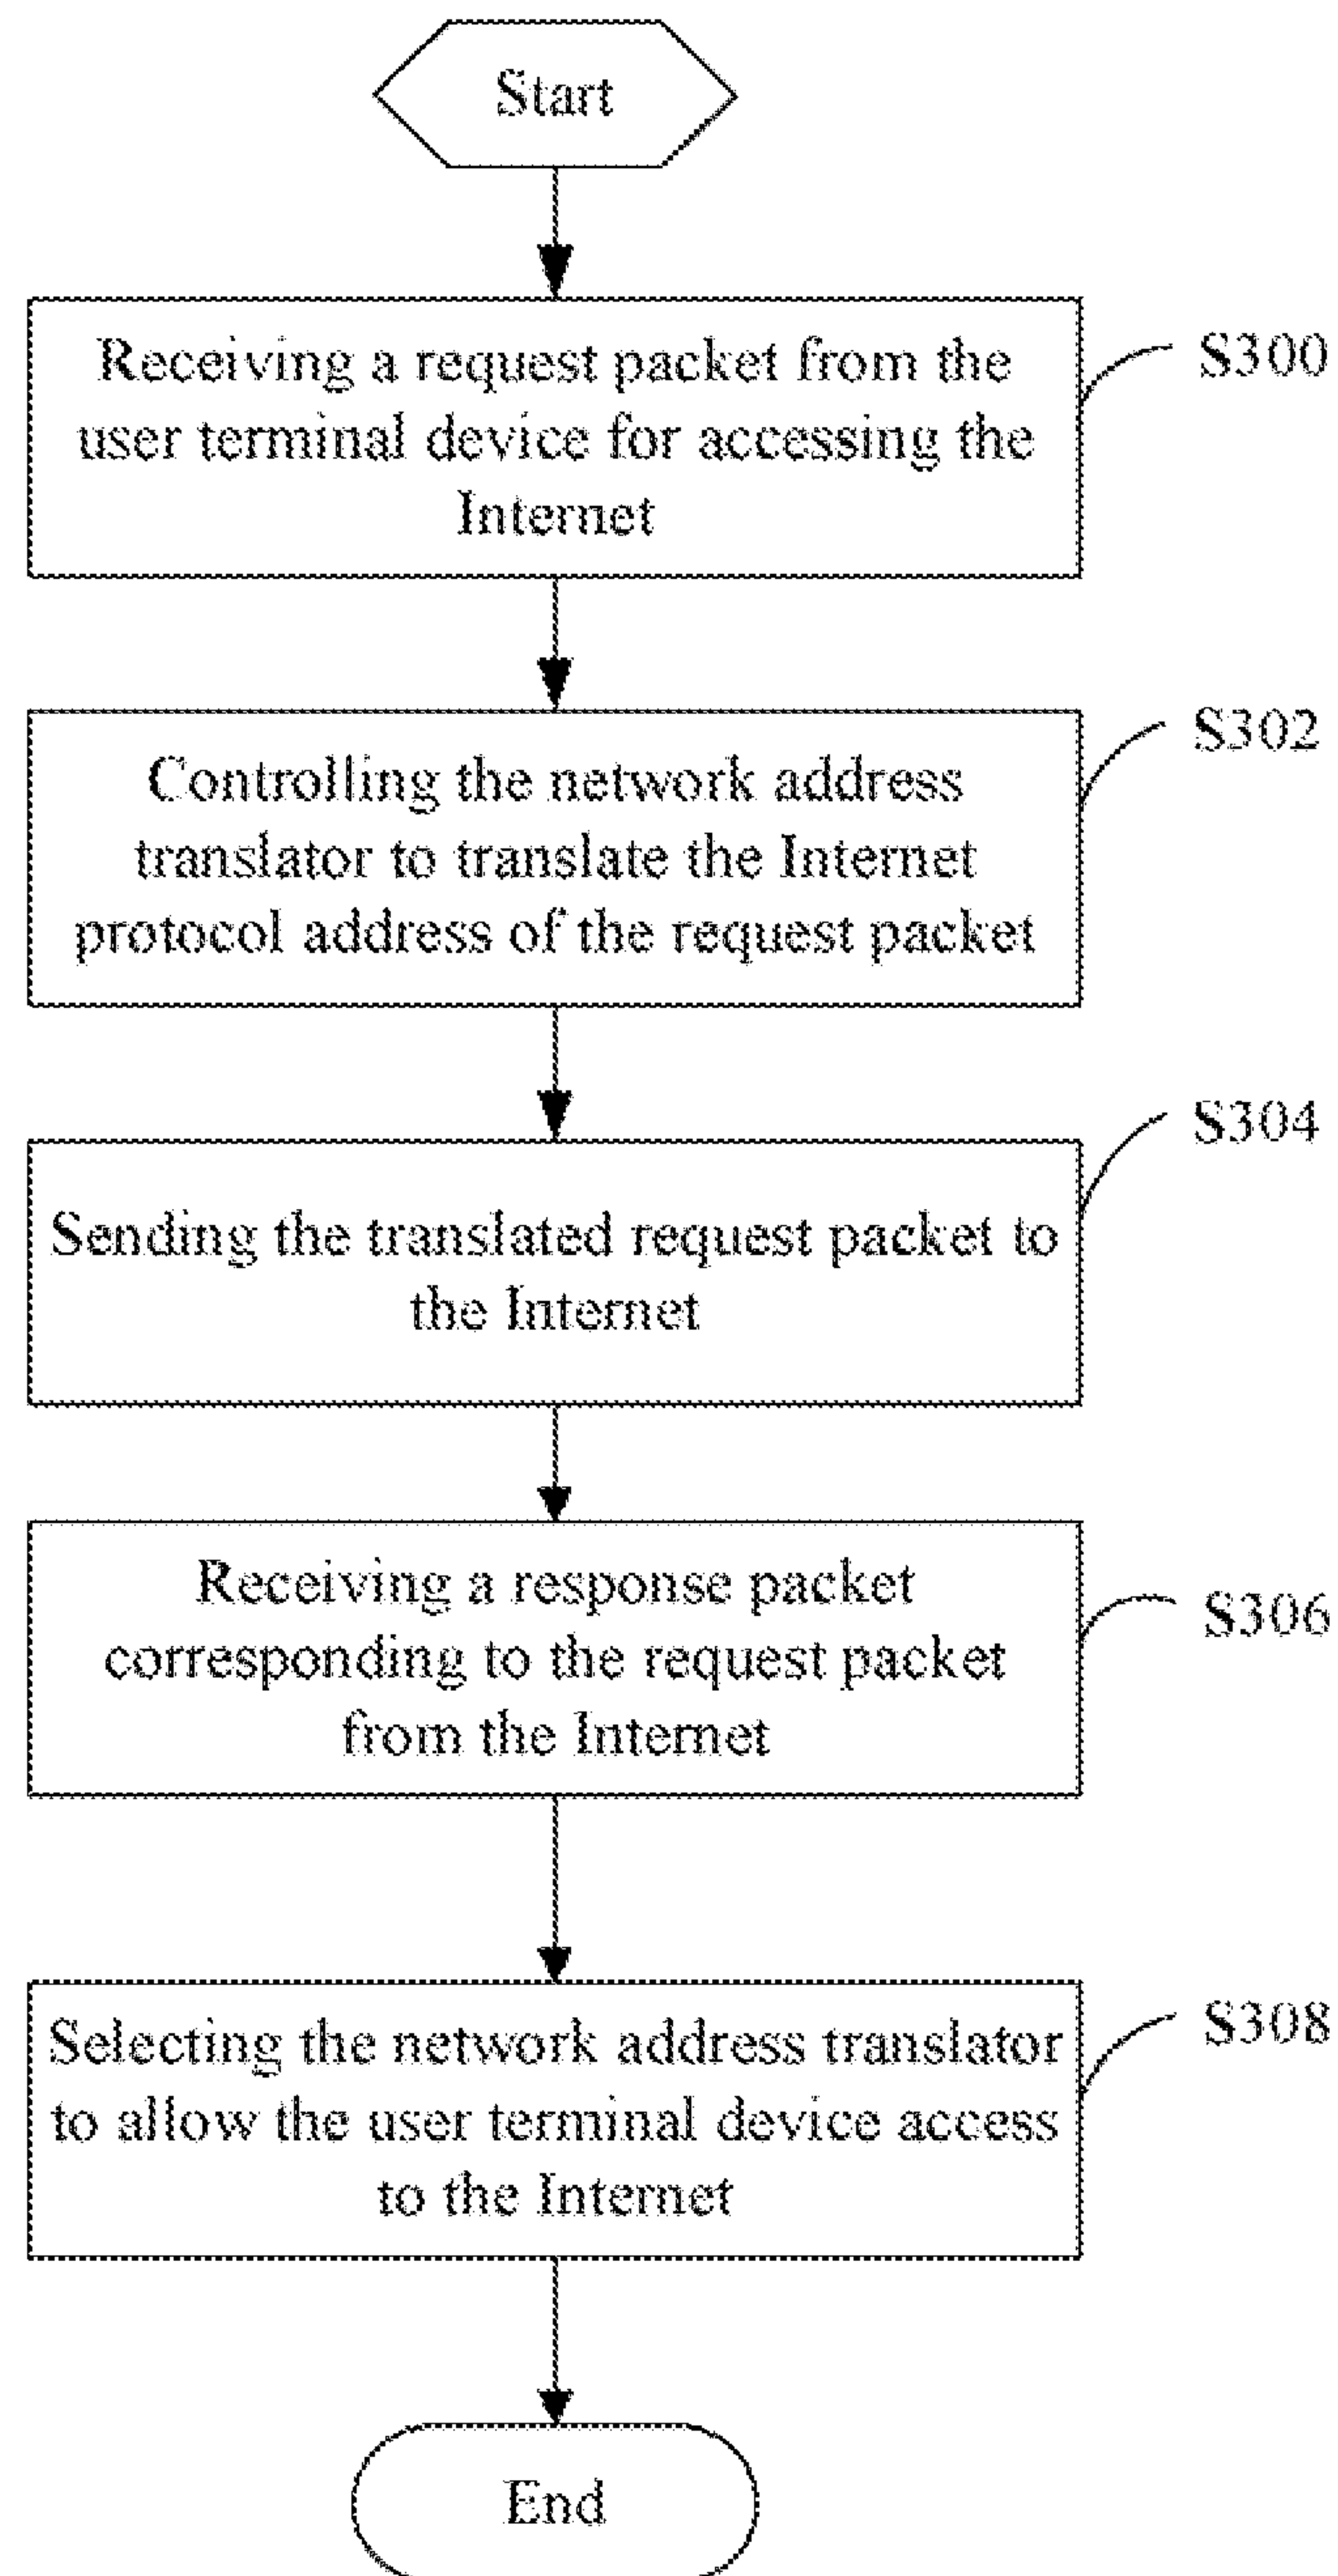 Start
Receiving a request packet from the
user terminal device for accessing the
Internet
S300
Controlling the network address
translator to translate the Internet
protocol address of the request packet
S302
Sending the translated request packet to
the Internet
S304
Receiving a response packet
corresponding to the request packet
from the Internet
S306
Selecting the network address translator
to allow the user terminal device access
to the Internet
S308
End